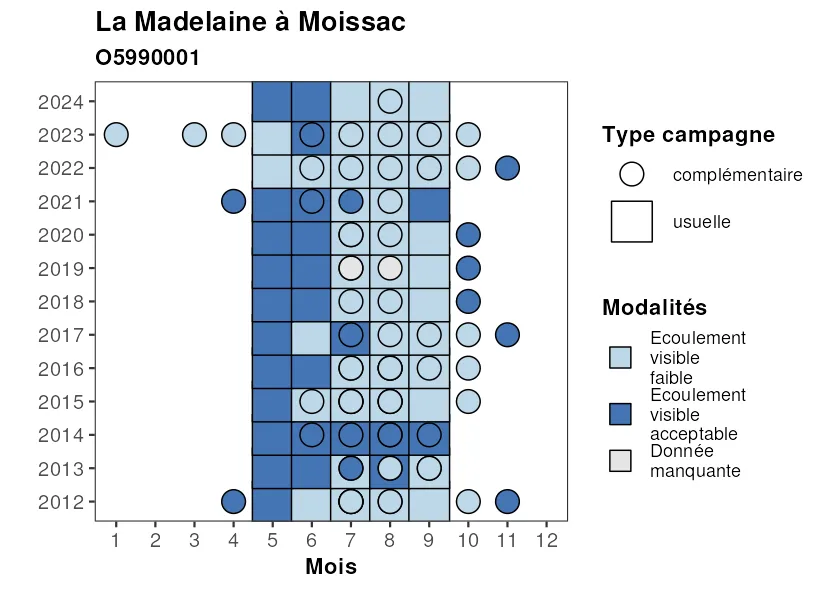 La Madelaine à Moissac
O5990001
2024
2023
2022
2021
2020
2019
2018
2017
2016
2015
2014
2013
2012
1 2 3 4 5 6 7 8 9 10 11 12
Mois
Type campagne
complémentaire
usuelle
Modalités
Ecoulement
visible
faible
Ecoulement
visible
acceptable
Donnée
manquante